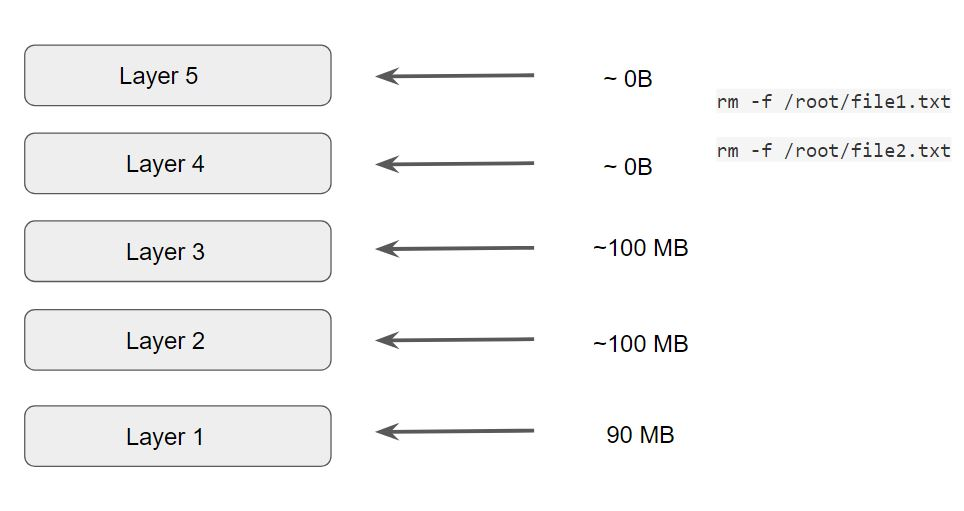 Layer 5
~ 0B
rm -f /root/file1.txt
Layer 4
~ 0B
rm -f /root/file2.txt
Layer 3
~100 MB
Layer 2
~100 MB
Layer 1
90 MB